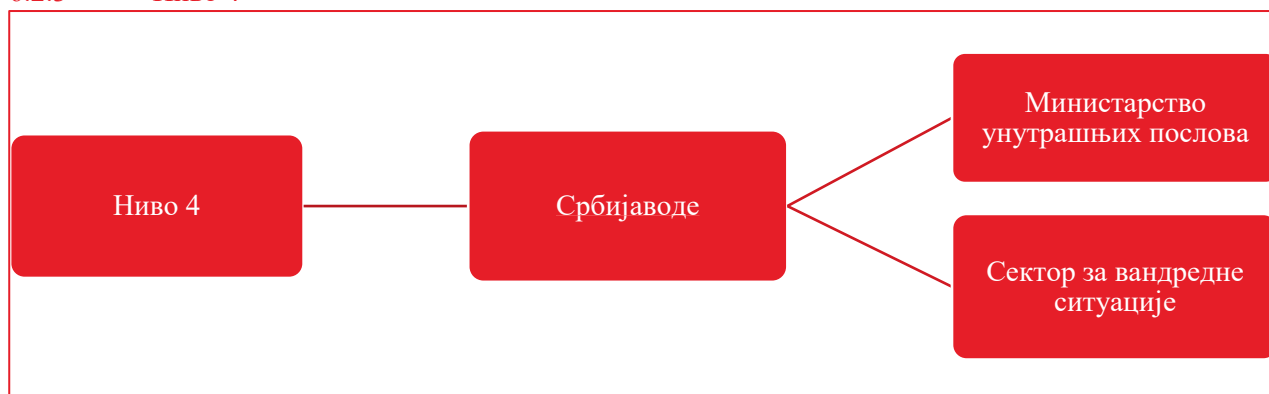 Ниво 4
Србијаводе
Министарство
унутрашњих послова
Сектор за вандредне
ситуације